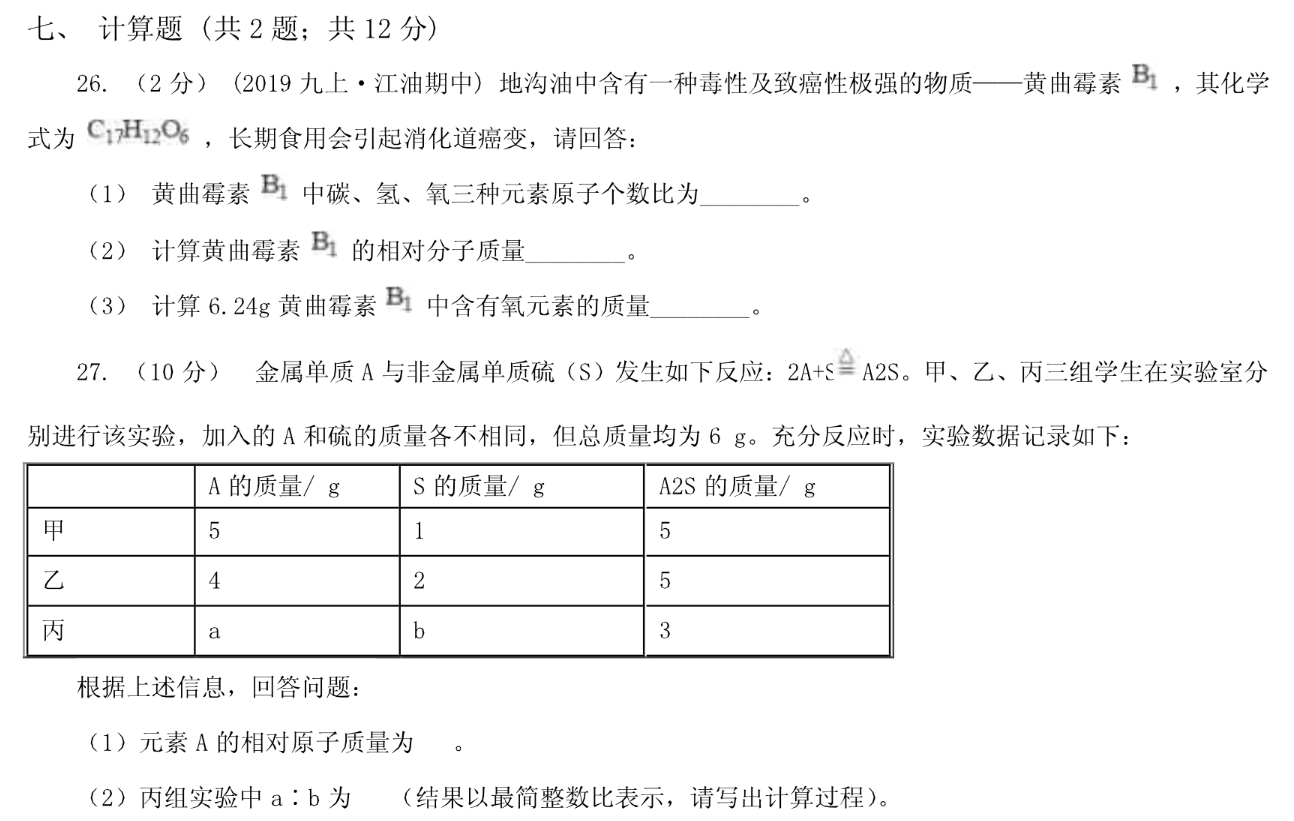 七、 计算题 (共 2 题；共 12 分)
26. （2 分） (2019 九上·江油期中) 地沟油中含有一种毒性及致癌性极强的物质——黄曲霉素 B₁ ，其化学
式为 C₁₇H₁₂O₆ ，长期食用会引起消化道癌变，请回答：
（1） 黄曲霉素 B₁ 中碳、氢、氧三种元素原子个数比为________。
（2） 计算黄曲霉素 B₁ 的相对分子质量________。
（3） 计算 6.24g 黄曲霉素 B₁ 中含有氧元素的质量________。
27. （10 分） 金属单质 A 与非金属单质硫（S）发生如下反应：2A+S ≜ A2S。甲、乙、丙三组学生在实验室分
别进行该实验，加入的 A 和硫的质量各不相同，但总质量均为 6 g。充分反应时，实验数据记录如下：
A 的质量/ g S 的质量/ g A2S 的质量/ g
甲 5 1 5
乙 4 2 5
丙 a b 3
根据上述信息，回答问题：
（1）元素 A 的相对原子质量为 。
（2）丙组实验中 a∶b 为 （结果以最简整数比表示，请写出计算过程）。